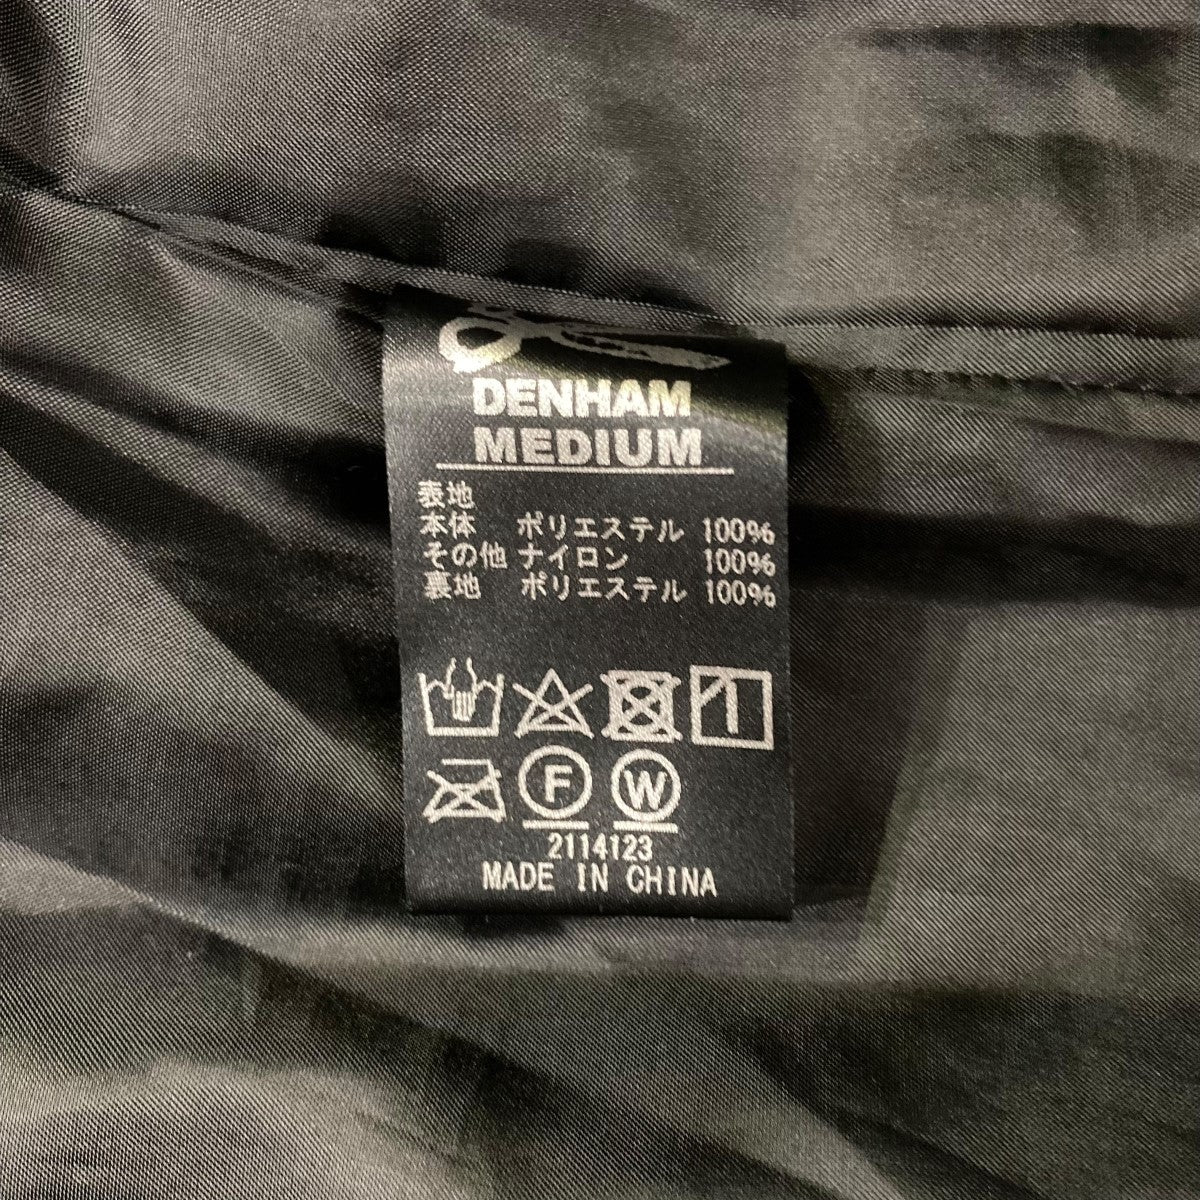 DENHAM
MEDIUM
表地
本体 ポリエステル 100%
その他 ナイロン 100%
裏地 ポリエステル 100%
F W
2114123
MADE IN CHINA